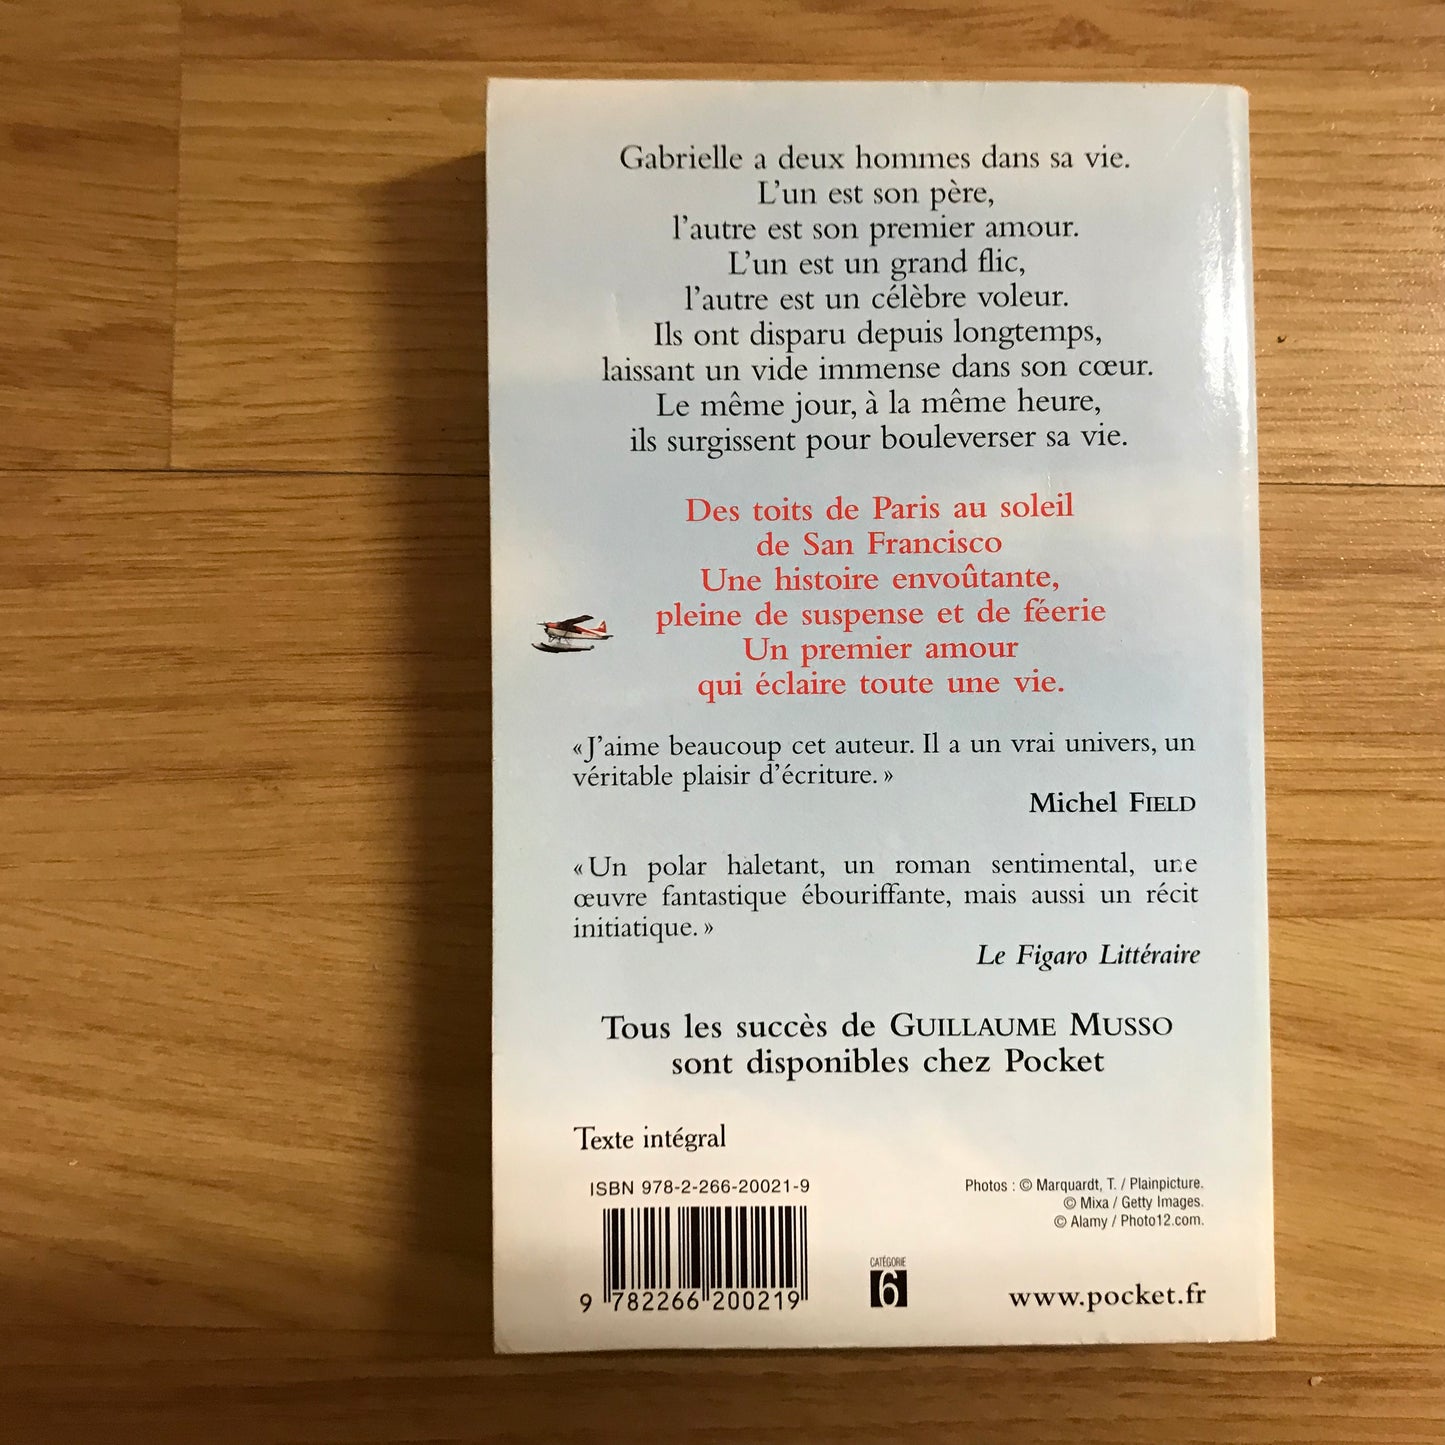 Gabrielle a deux hommes dans sa vie.
L'un est son père,
l'autre est son premier amour.
L'un est un grand flic,
l'autre est un célèbre voleur.
Ils ont disparu depuis longtemps,
laissant un vide immense dans son cœur.
Le même jour, à la même heure,
ils surgissent pour bouleverser sa vie.
Des toits de Paris au soleil
de San Francisco
Une histoire envoûtante,
pleine de suspense et de féerie
Un premier amour
qui éclaire toute une vie.
« J'aime beaucoup cet auteur. Il a un vrai univers, un
véritable plaisir d'écriture. »
Michel FIELD
« Un polar haletant, un roman sentimental, une
œuvre fantastique ébouriffante, mais aussi un récit
initiatique. »
Le Figaro Littéraire
Tous les succès de GUILLAUME MUSSO
sont disponibles chez Pocket
Texte intégral
ISBN 978-2-266-20021-9
9 782266 200219
Photos : © Marquardt, T. / Plainpicture.
© Mixa / Getty Images.
© Alamy / Photo12.com.
CATÉGORIE
6
www.pocket.fr